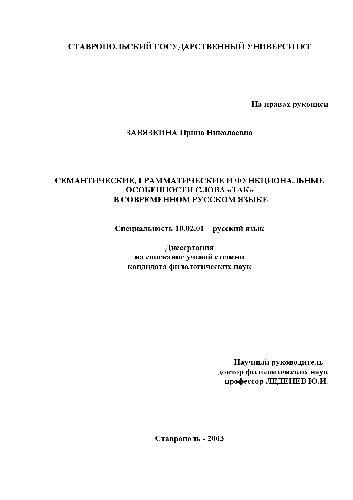 СТАВРОПОЛЬСКИЙ ГОСУДАРСТВЕННЫЙ УНИВЕРСИТЕТ
На правах рукописи
ЗАВЯЗКИНА Ирина Николаевна
СЕМАНТИЧЕСКИЕ, ГРАММАТИЧЕСКИЕ И ФУНКЦИОНАЛЬНЫЕ
ОСОБЕННОСТИ СЛОВА «ТАК»
В СОВРЕМЕННОМ РУССКОМ ЯЗЫКЕ
Специальность 10.02.01 – русский язык
Диссертация
на соискание ученой степени
кандидата филологических наук
Научный руководитель
доктор филологических наук
профессор ЛЕДЕНЕВ Ю.И.
Ставрополь - 2003